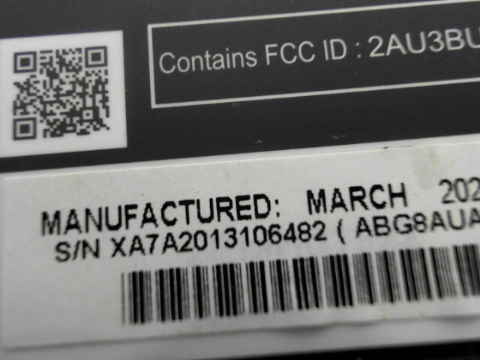 Contains FCC ID : 2AU3BU
MANUFACTURED: MARCH 202
S/N XA7A2013106482 ( ABG8AUA